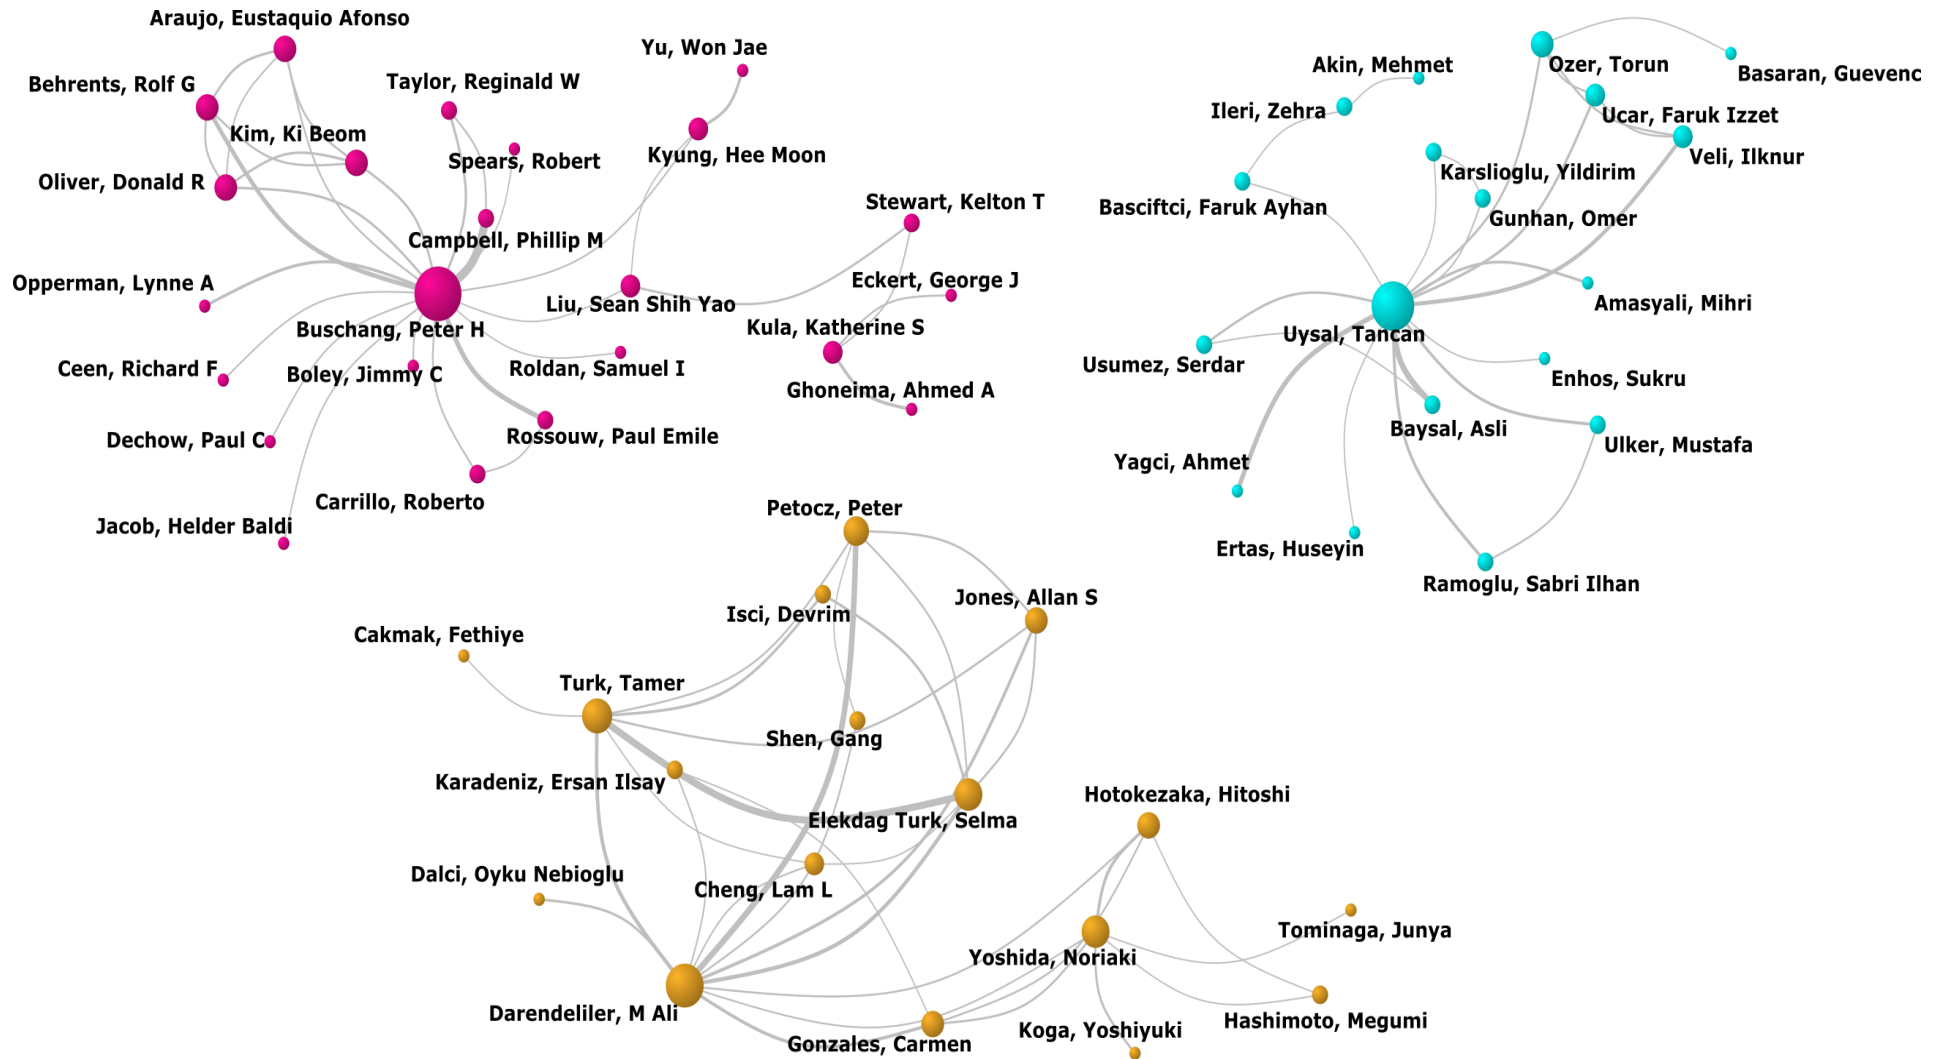 Araujo, Eustaquio Afonso
Behrents, Rolf G
Kim, Ki Beom
Oliver, Donald R
Taylor, Reginald W
Spears, Robert
Campbell, Phillip M
Yu, Won Jae
Kyung, Hee Moon
Opperman, Lynne A
Buschang, Peter H
Liu, Sean Shih Yao
Stewart, Kelton T
Eckert, George J
Kula, Katherine S
Ghoneima, Ahmed A
Ceen, Richard F
Boley, Jimmy C
Roldan, Samuel I
Dechow, Paul C
Rossouw, Paul Emile
Carrillo, Roberto
Jacob, Helder Baldi
Akin, Mehmet
Ileri, Zehra
Basciftci, Faruk Ayhan
Ozer, Torun
Basaran, Guevenc
Ucar, Faruk Izzet
Veli, Ilknur
Karslioglu, Yildirim
Gunhan, Omer
Amasyali, Mihri
Uysal, Tancan
Usumez, Serdar
Enhos, Sukru
Baysal, Asli
Ulker, Mustafa
Yagci, Ahmet
Ertas, Huseyin
Ramoglu, Sabri Ilhan
Petocz, Peter
Isci, Devrim
Jones, Allan S
Cakmak, Fethiye
Turk, Tamer
Shen, Gang
Karadeniz, Ersan Ilsay
Elekdag Turk, Selma
Dalci, Oyku Nebioglu
Cheng, Lam L
Darendeliler, M Ali
Hotokezaka, Hitoshi
Tominaga, Junya
Yoshida, Noriaki
Hashimoto, Megumi
Koga, Yoshiyuki
Gonzales, Carmen